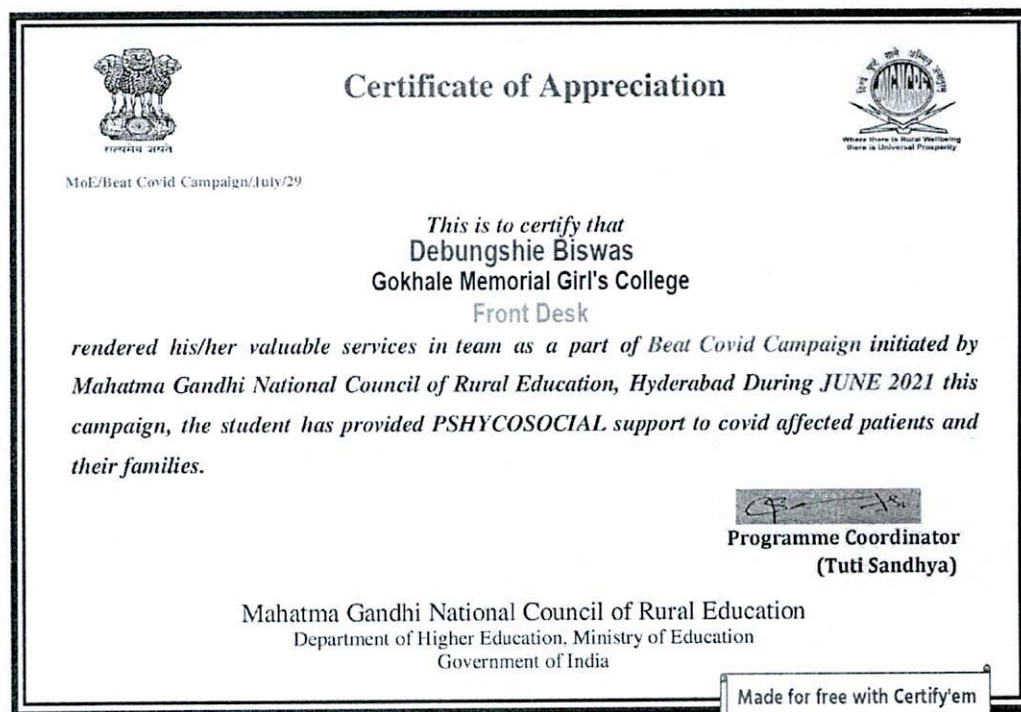 Certificate of Appreciation
सत्यमेव जयते
MGNCRE
Where there is Rural Wellbeing
there is Universal Prosperity
MoE/Beat Covid Campaign/July/29
This is to certify that
Debungshie Biswas
Gokhale Memorial Girl's College
Front Desk
rendered his/her valuable services in team as a part of Beat Covid Campaign initiated by
Mahatma Gandhi National Council of Rural Education, Hyderabad During JUNE 2021 this
campaign, the student has provided PSHYCOSOCIAL support to covid affected patients and
their families.
Programme Coordinator
(Tuti Sandhya)
Mahatma Gandhi National Council of Rural Education
Department of Higher Education, Ministry of Education
Government of India
Made for free with Certify'em